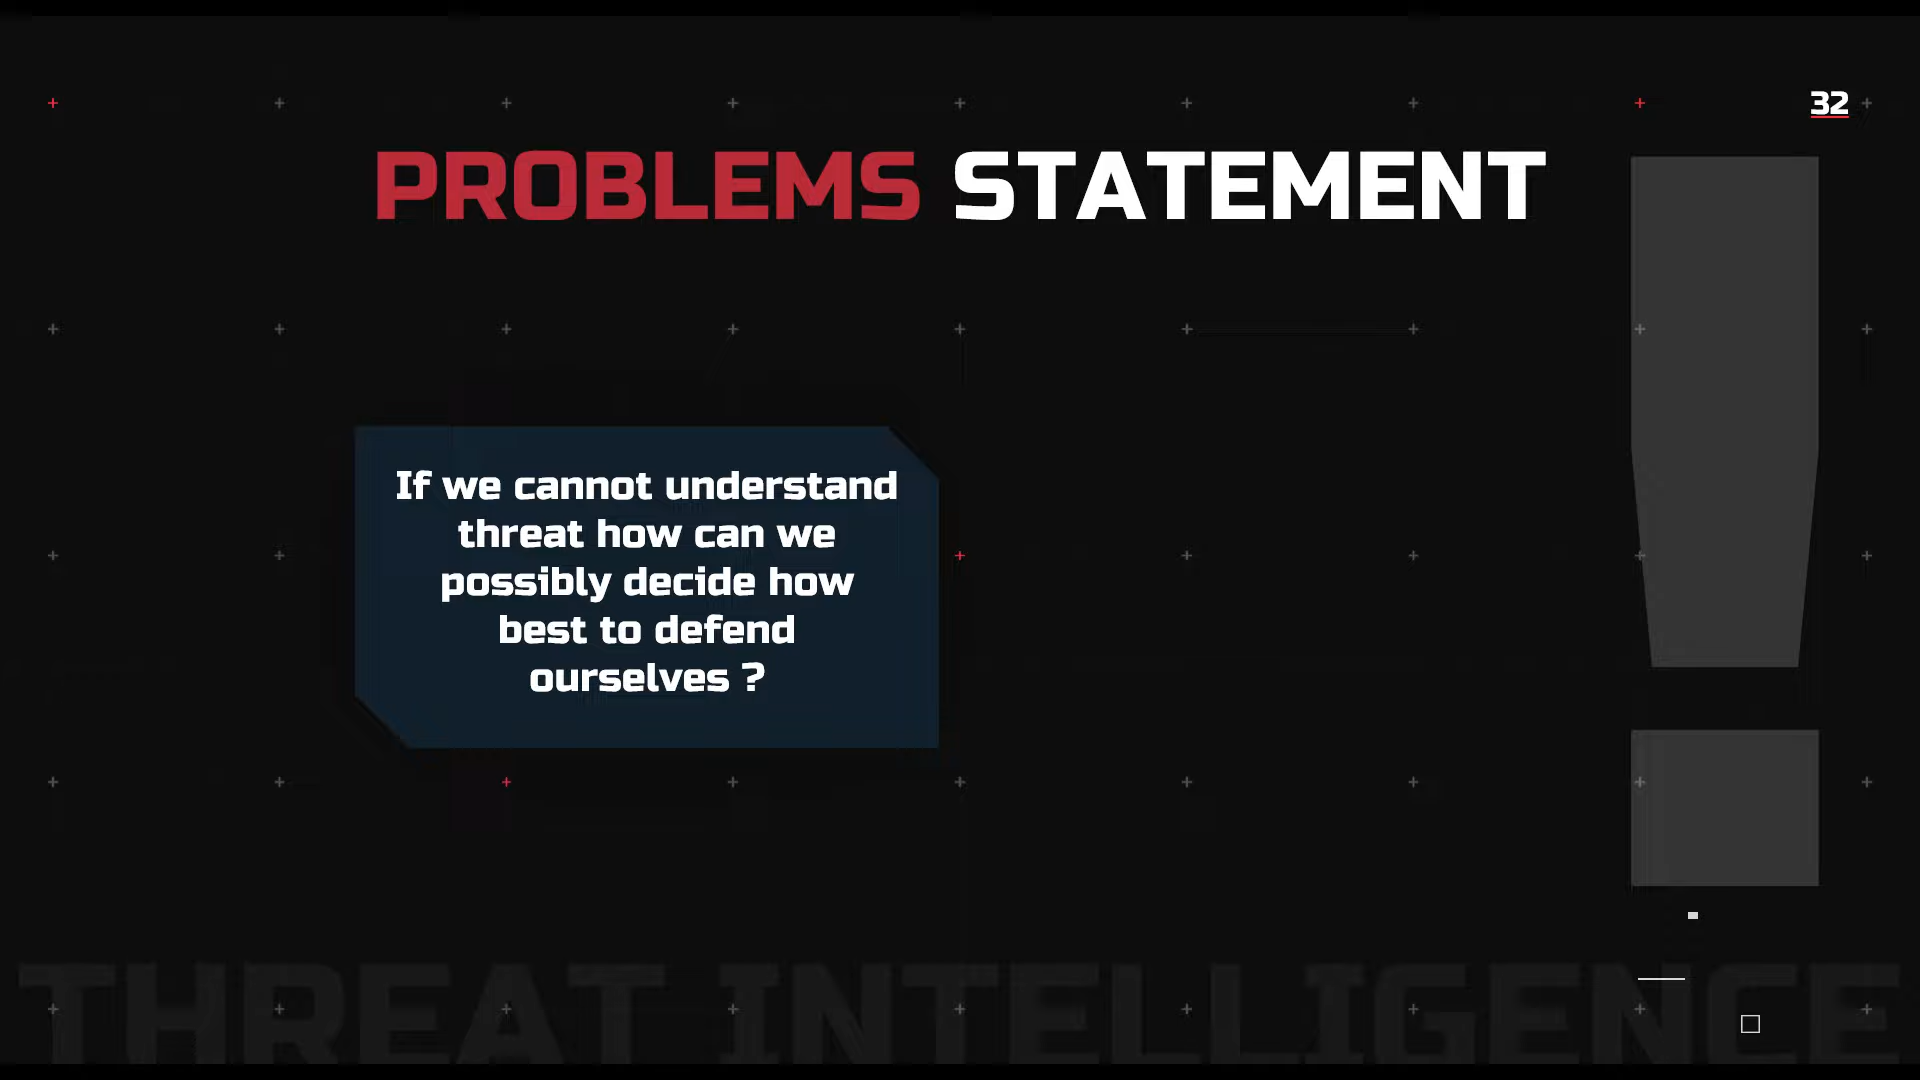 32
PROBLEMS STATEMENT
If we cannot understand
threat how can we
possibly decide how
best to defend
ourselves ?
THREAT INTELLIGENCE